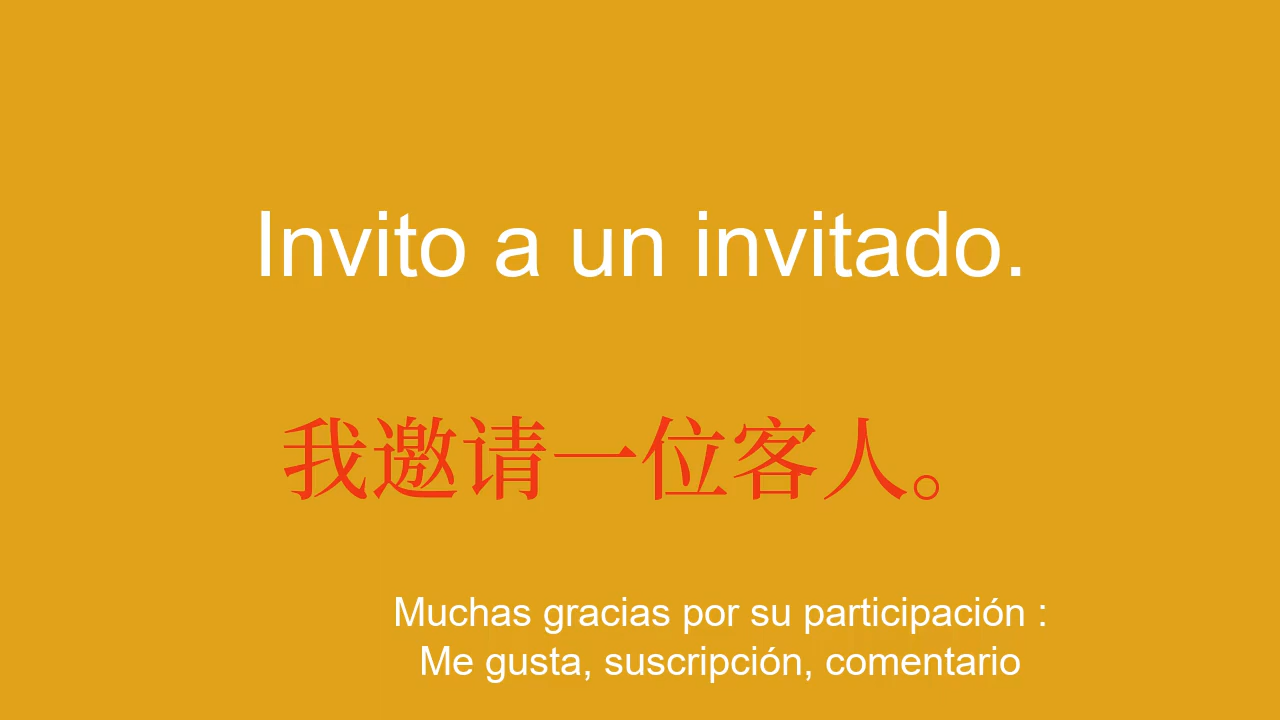 Invito a un invitado.
我邀请一位客人。
Muchas gracias por su participación :
Me gusta, suscripción, comentario